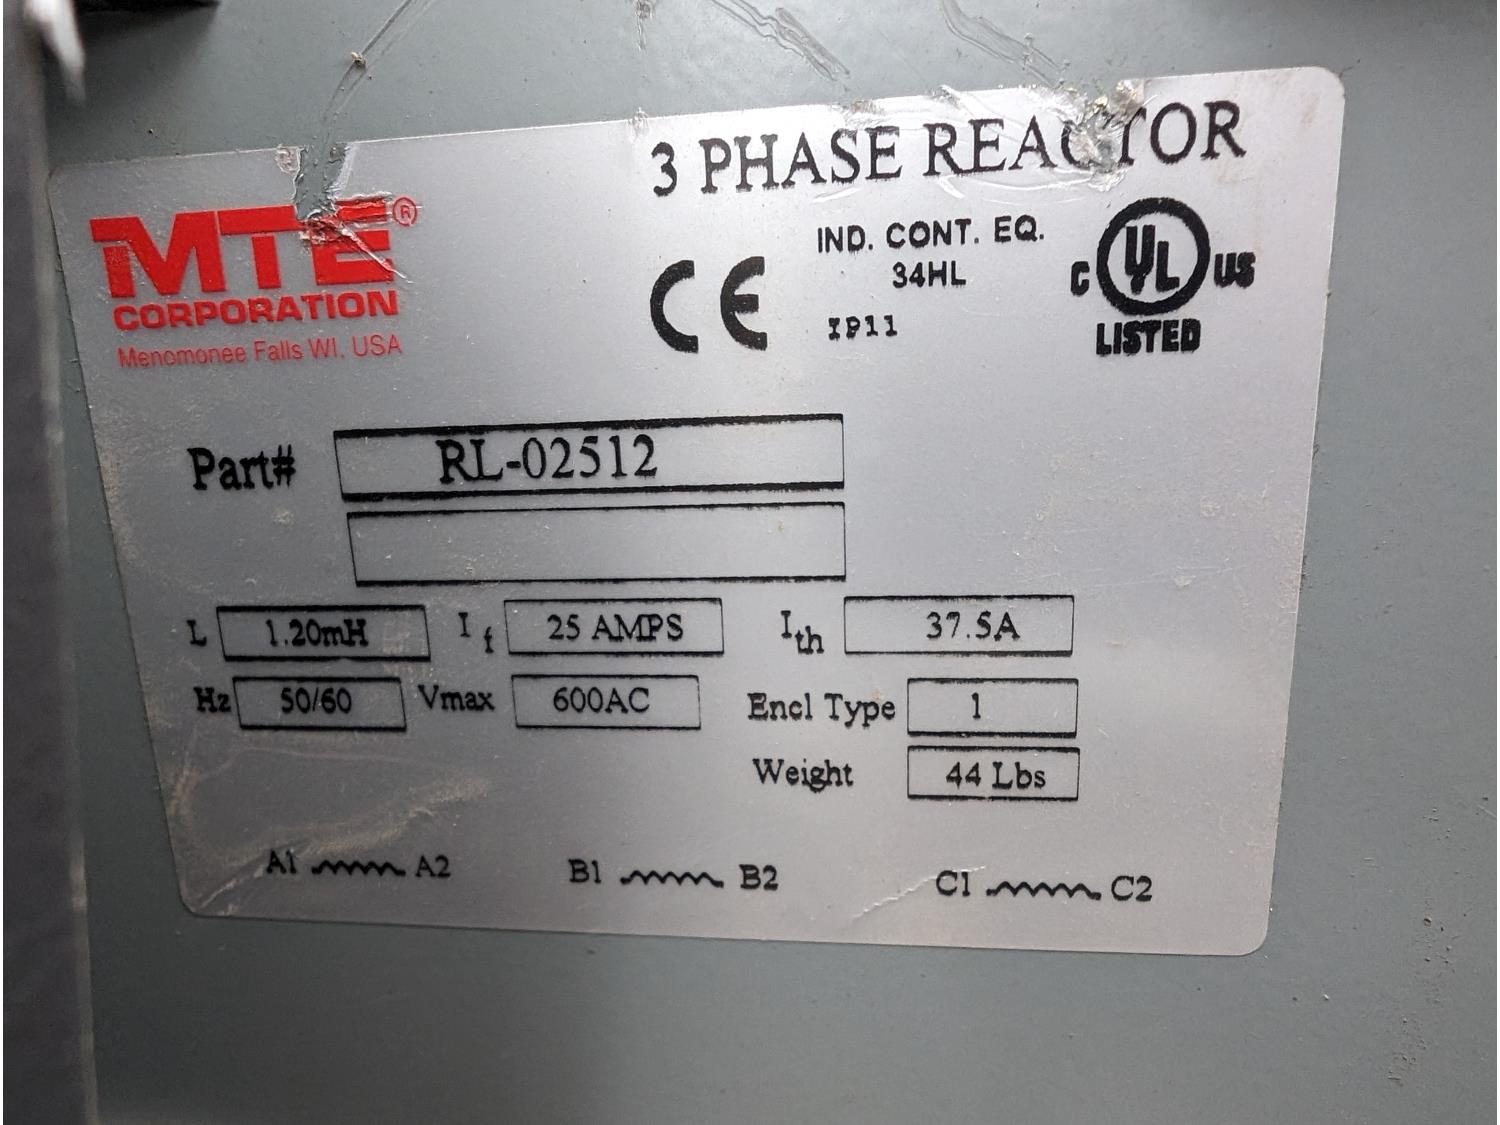 3 PHASE REACTOR
MTE®
CORPORATION
Menomonee Falls WI. USA
CE
IND. CONT. EQ.
34HL
IP11
C UL US
LISTED
Part# RL-02512
L 1.20mH I f 25 AMPS Ith 37.5A
Hz 50/60 Vmax 600AC Encl Type 1
Weight 44 Lbs
A1 A2 B1 B2 C1 C2